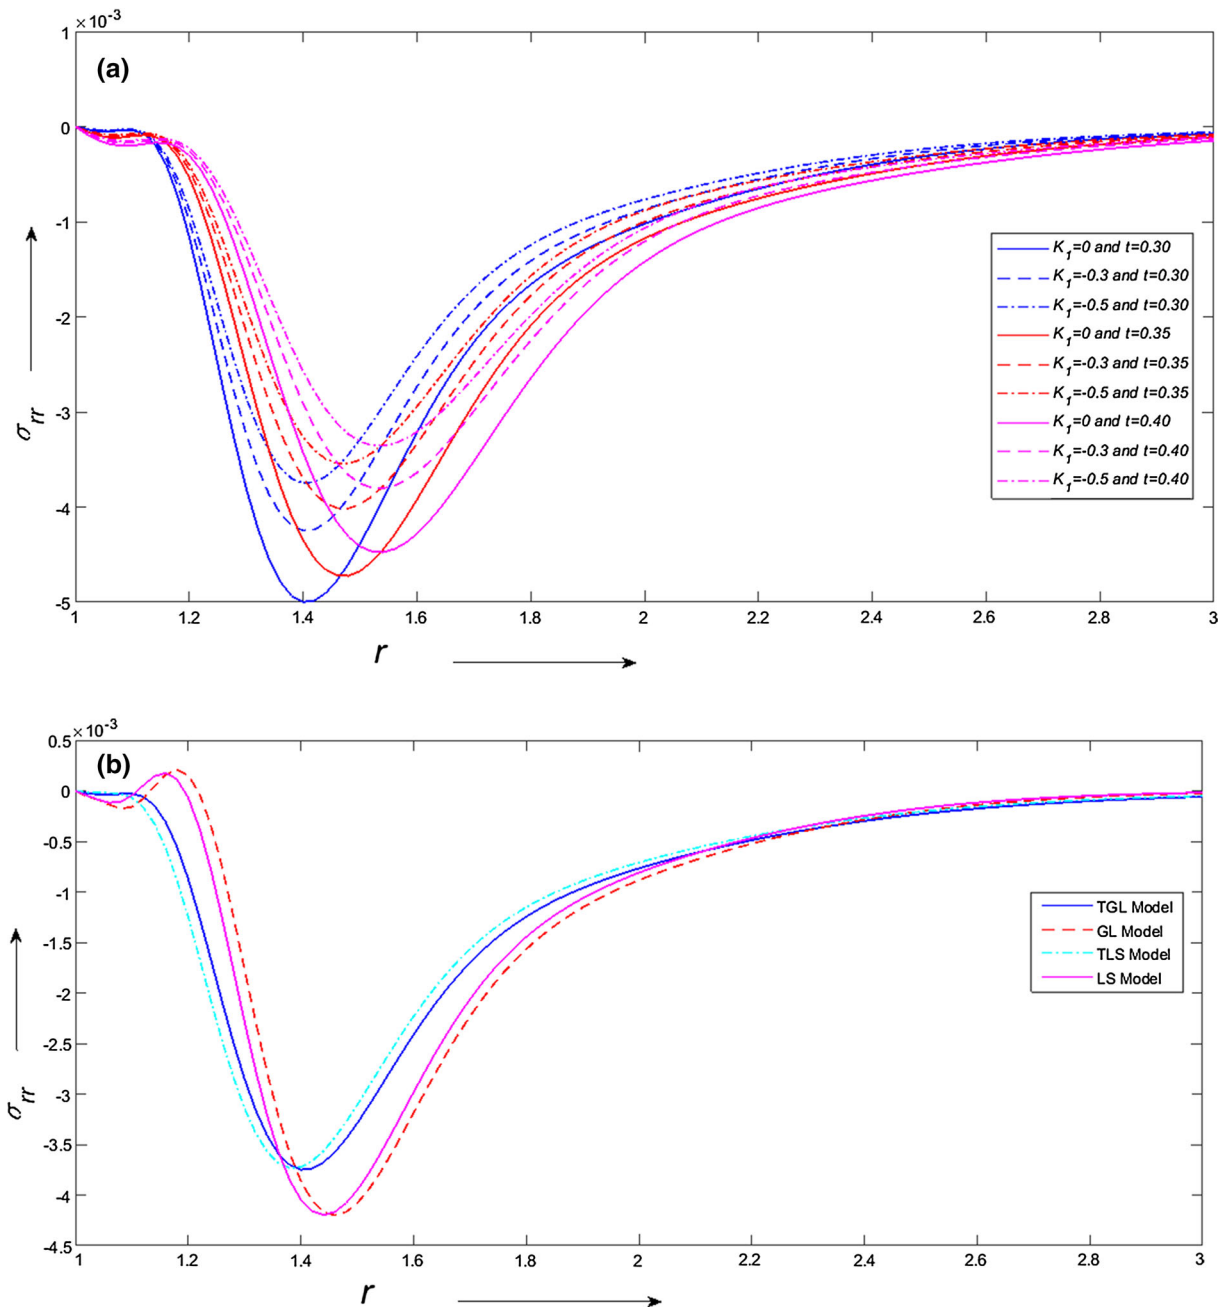 ×10⁻³
1
(a)
0
-1
-2
-3
-4
-5
σrr
K1=0 and t=0.30
K1=-0.3 and t=0.30
K1=-0.5 and t=0.30
K1=0 and t=0.35
K1=-0.3 and t=0.35
K1=-0.5 and t=0.35
K1=0 and t=0.40
K1=-0.3 and t=0.40
K1=-0.5 and t=0.40
1 1.2 1.4 1.6 1.8 2 2.2 2.4 2.6 2.8 3
r
×10⁻³
0.5
(b)
0
-0.5
-1
-1.5
-2
-2.5
-3
-3.5
-4
-4.5
σrr
TGL Model
GL Model
TLS Model
LS Model
1 1.2 1.4 1.6 1.8 2 2.2 2.4 2.6 2.8 3
r